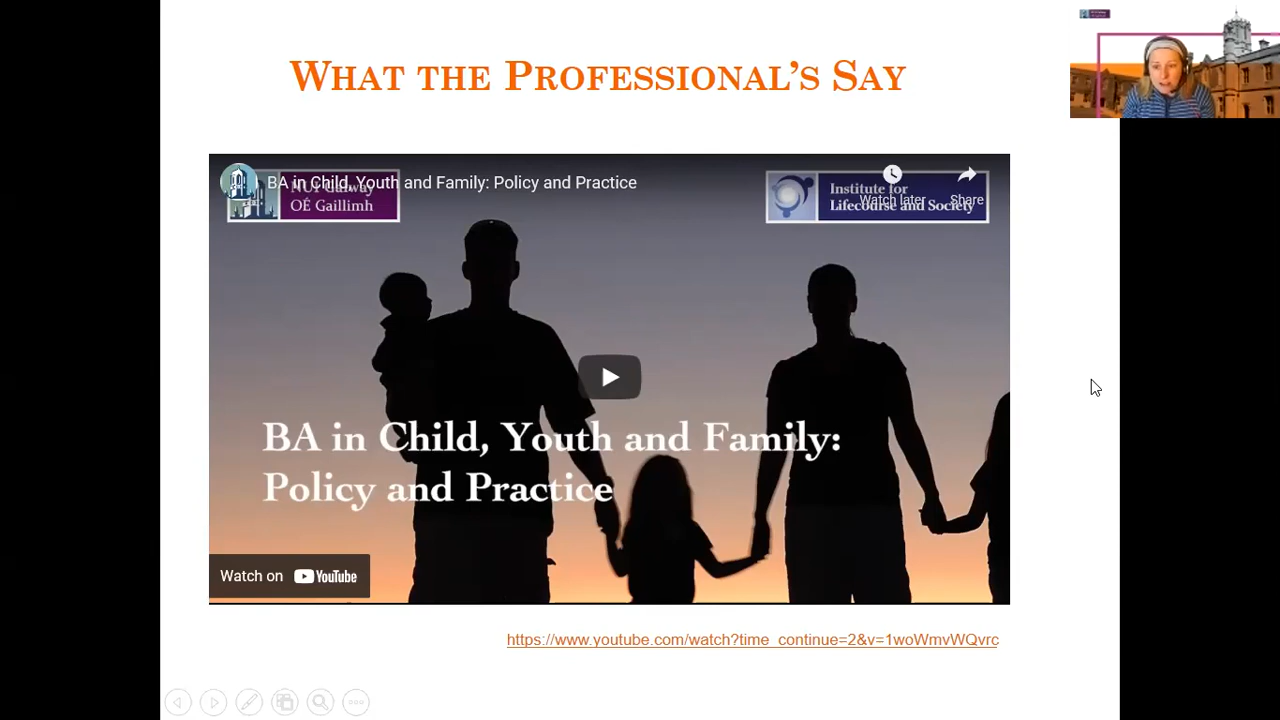 What the Professional’s Say
BA in Child, Youth and Family: Policy and Practice
NUI Galway
OÉ Gaillimh
Institute for
Lifecourse and Society
Watch later
Share
BA in Child, Youth and Family:
Policy and Practice
Watch on YouTube
https://www.youtube.com/watch?time_continue=2&v=1woWmvWQvrc